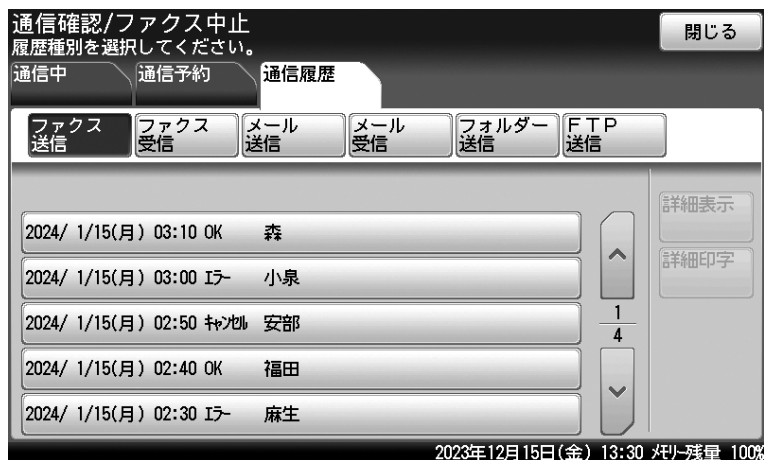 通信確認/ファクス中止
履歴種別を選択してください。
閉じる
通信中
通信予約
通信履歴
ファクス
送信
ファクス
受信
メール
送信
メール
受信
フォルダー
送信
ＦＴＰ
送信
2024/ 1/15(月) 03:10 OK 森
2024/ 1/15(月) 03:00 ｴﾗｰ 小泉
2024/ 1/15(月) 02:50 ｷｬﾝｾﾙ 安部
2024/ 1/15(月) 02:40 OK 福田
2024/ 1/15(月) 02:30 ｴﾗｰ 麻生
1
4
詳細表示
詳細印字
2023年12月15日(金) 13:30 ﾒﾓﾘｰ残量 100%